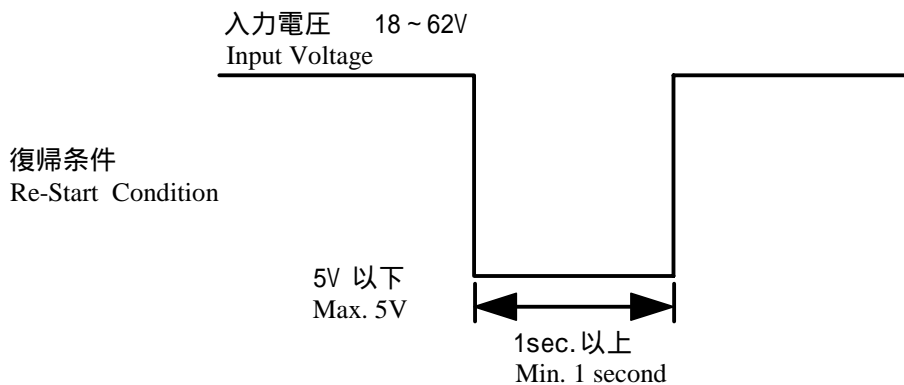 入力電圧 18~62V
Input Voltage
復帰条件
Re-Start Condition
5V 以下
Max. 5V
1sec.以上
Min. 1 second